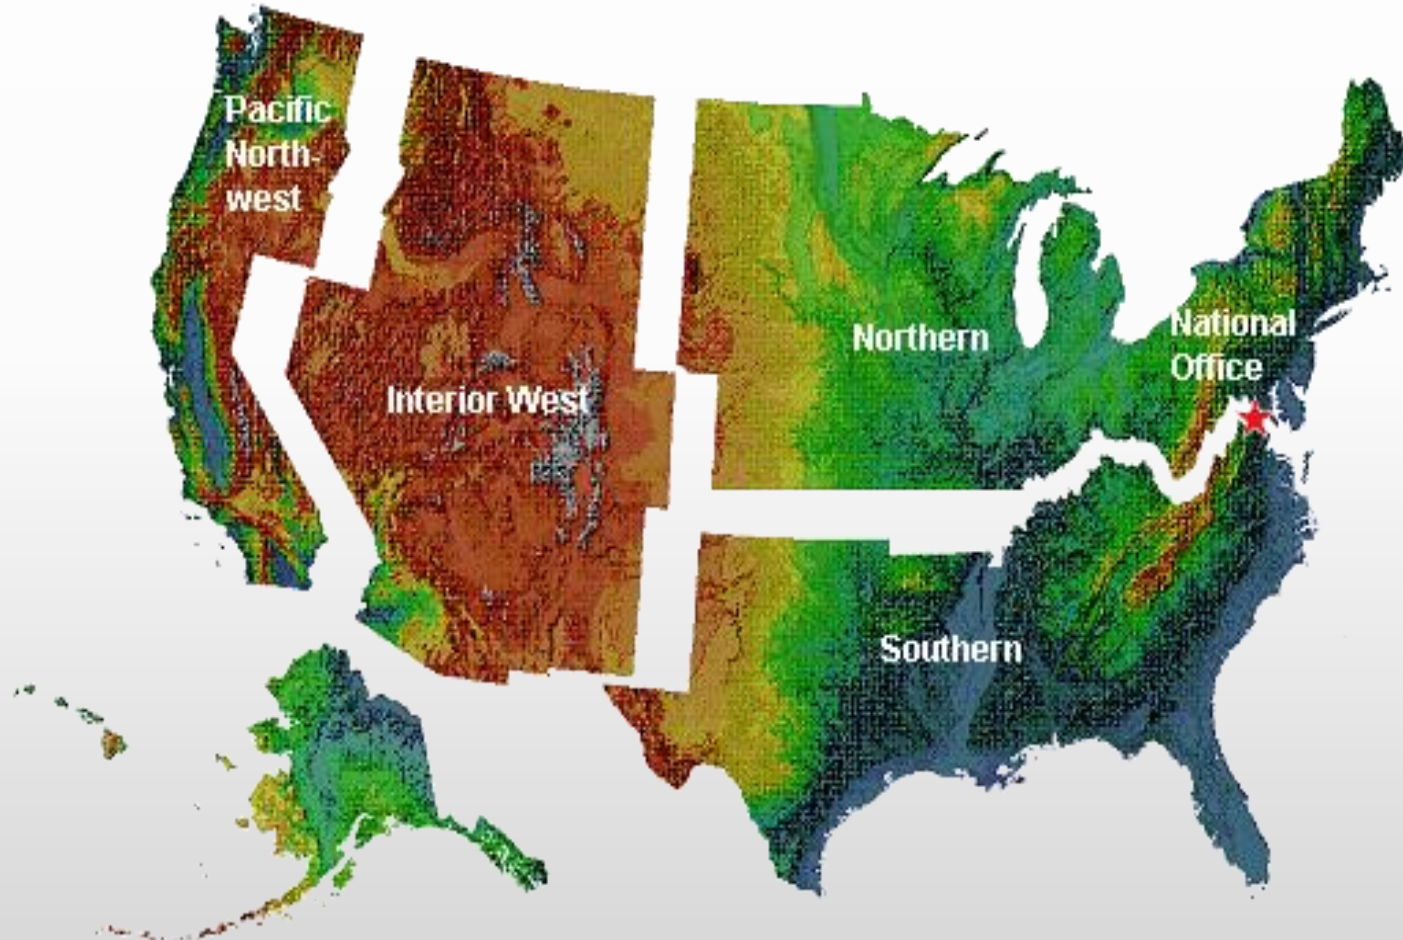 Pacific
North-
west
Interior West
Northern
National
Office
Southern